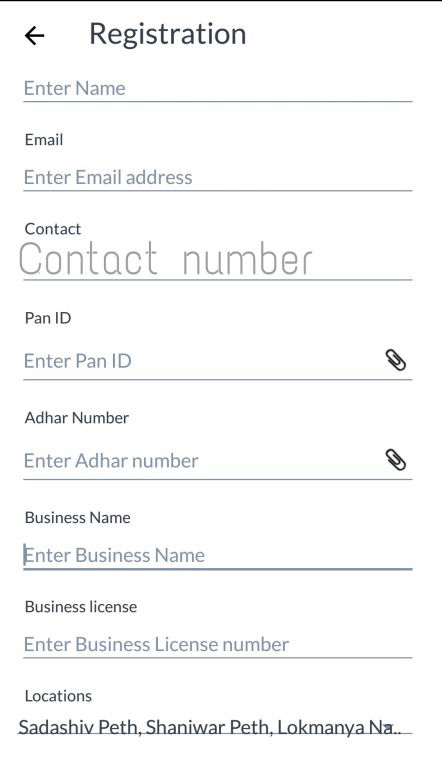 Registration
Enter Name
Email
Enter Email address
Contact
Contact number
Pan ID
Enter Pan ID
Adhar Number
Enter Adhar number
Business Name
Enter Business Name
Business license
Enter Business License number
Locations
Sadashiv Peth, Shaniwar Peth, Lokmanya Na..